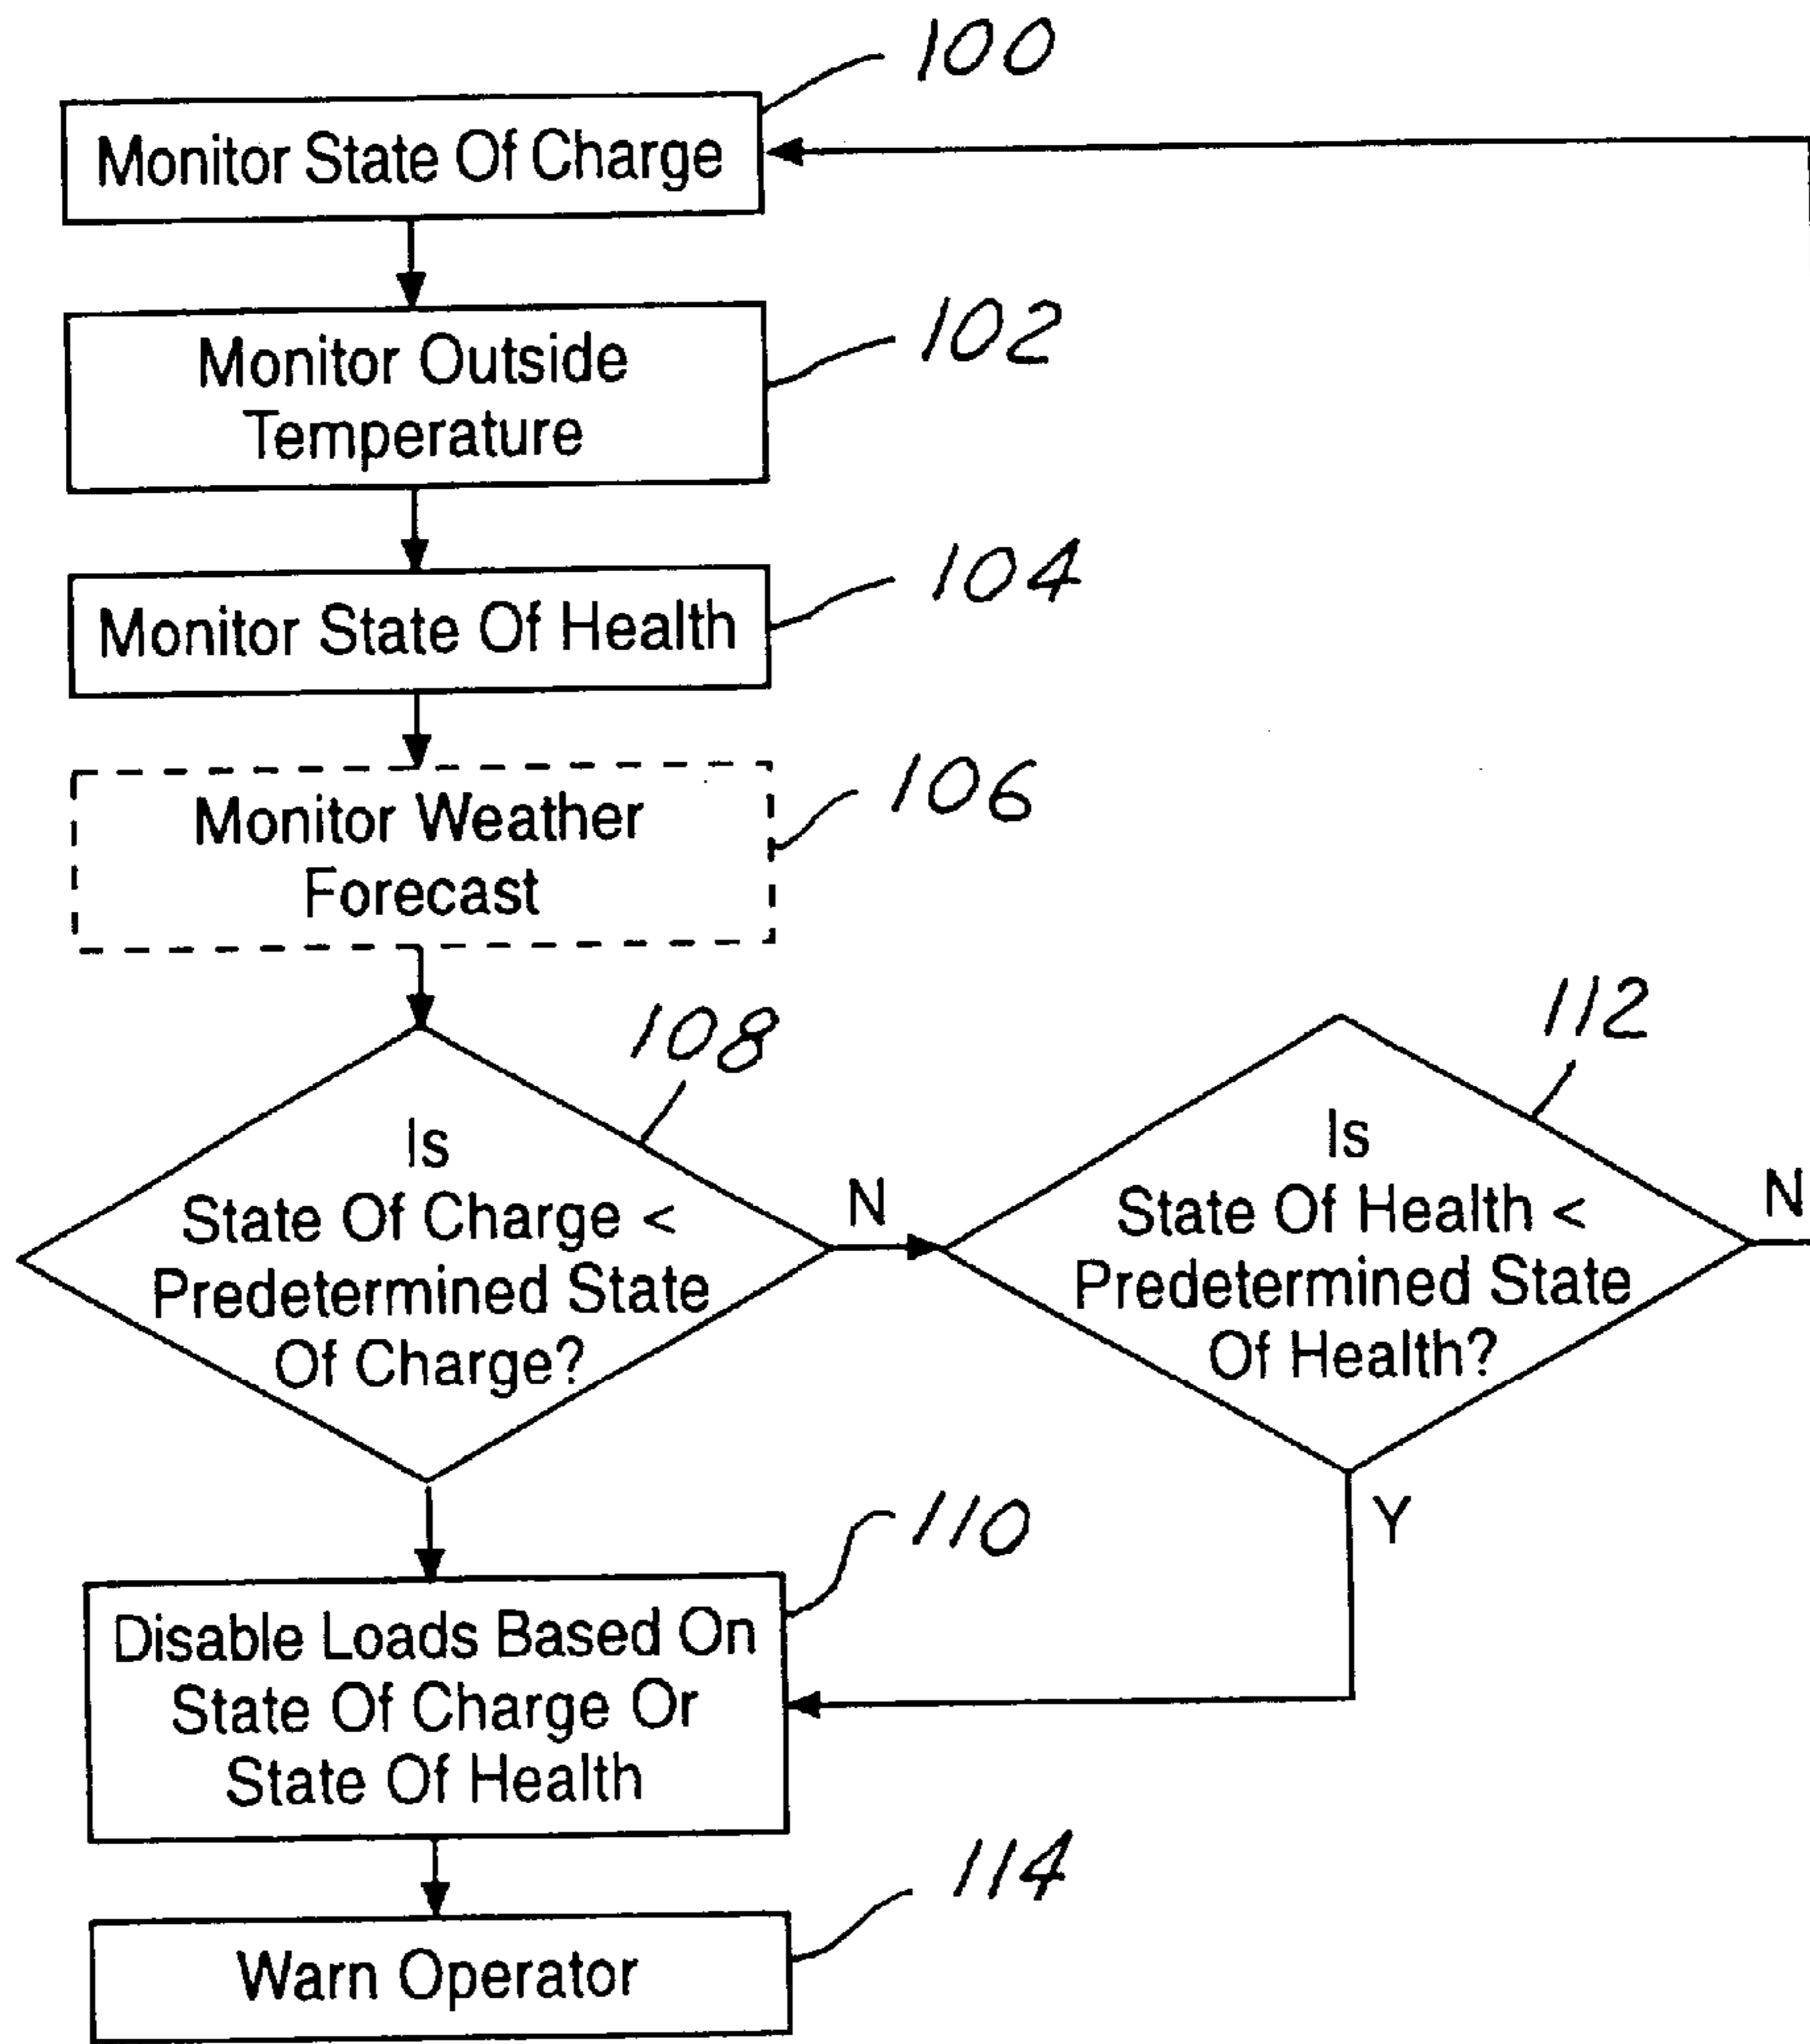 100
Monitor State Of Charge
102
Monitor Outside
Temperature
104
Monitor State Of Health
106
Monitor Weather
Forecast
108
Is
State Of Charge <
Predetermined State
Of Charge?
N
112
Is
State Of Health <
Predetermined State
Of Health?
N
Y
110
Disable Loads Based On
State Of Charge Or
State Of Health
114
Warn Operator